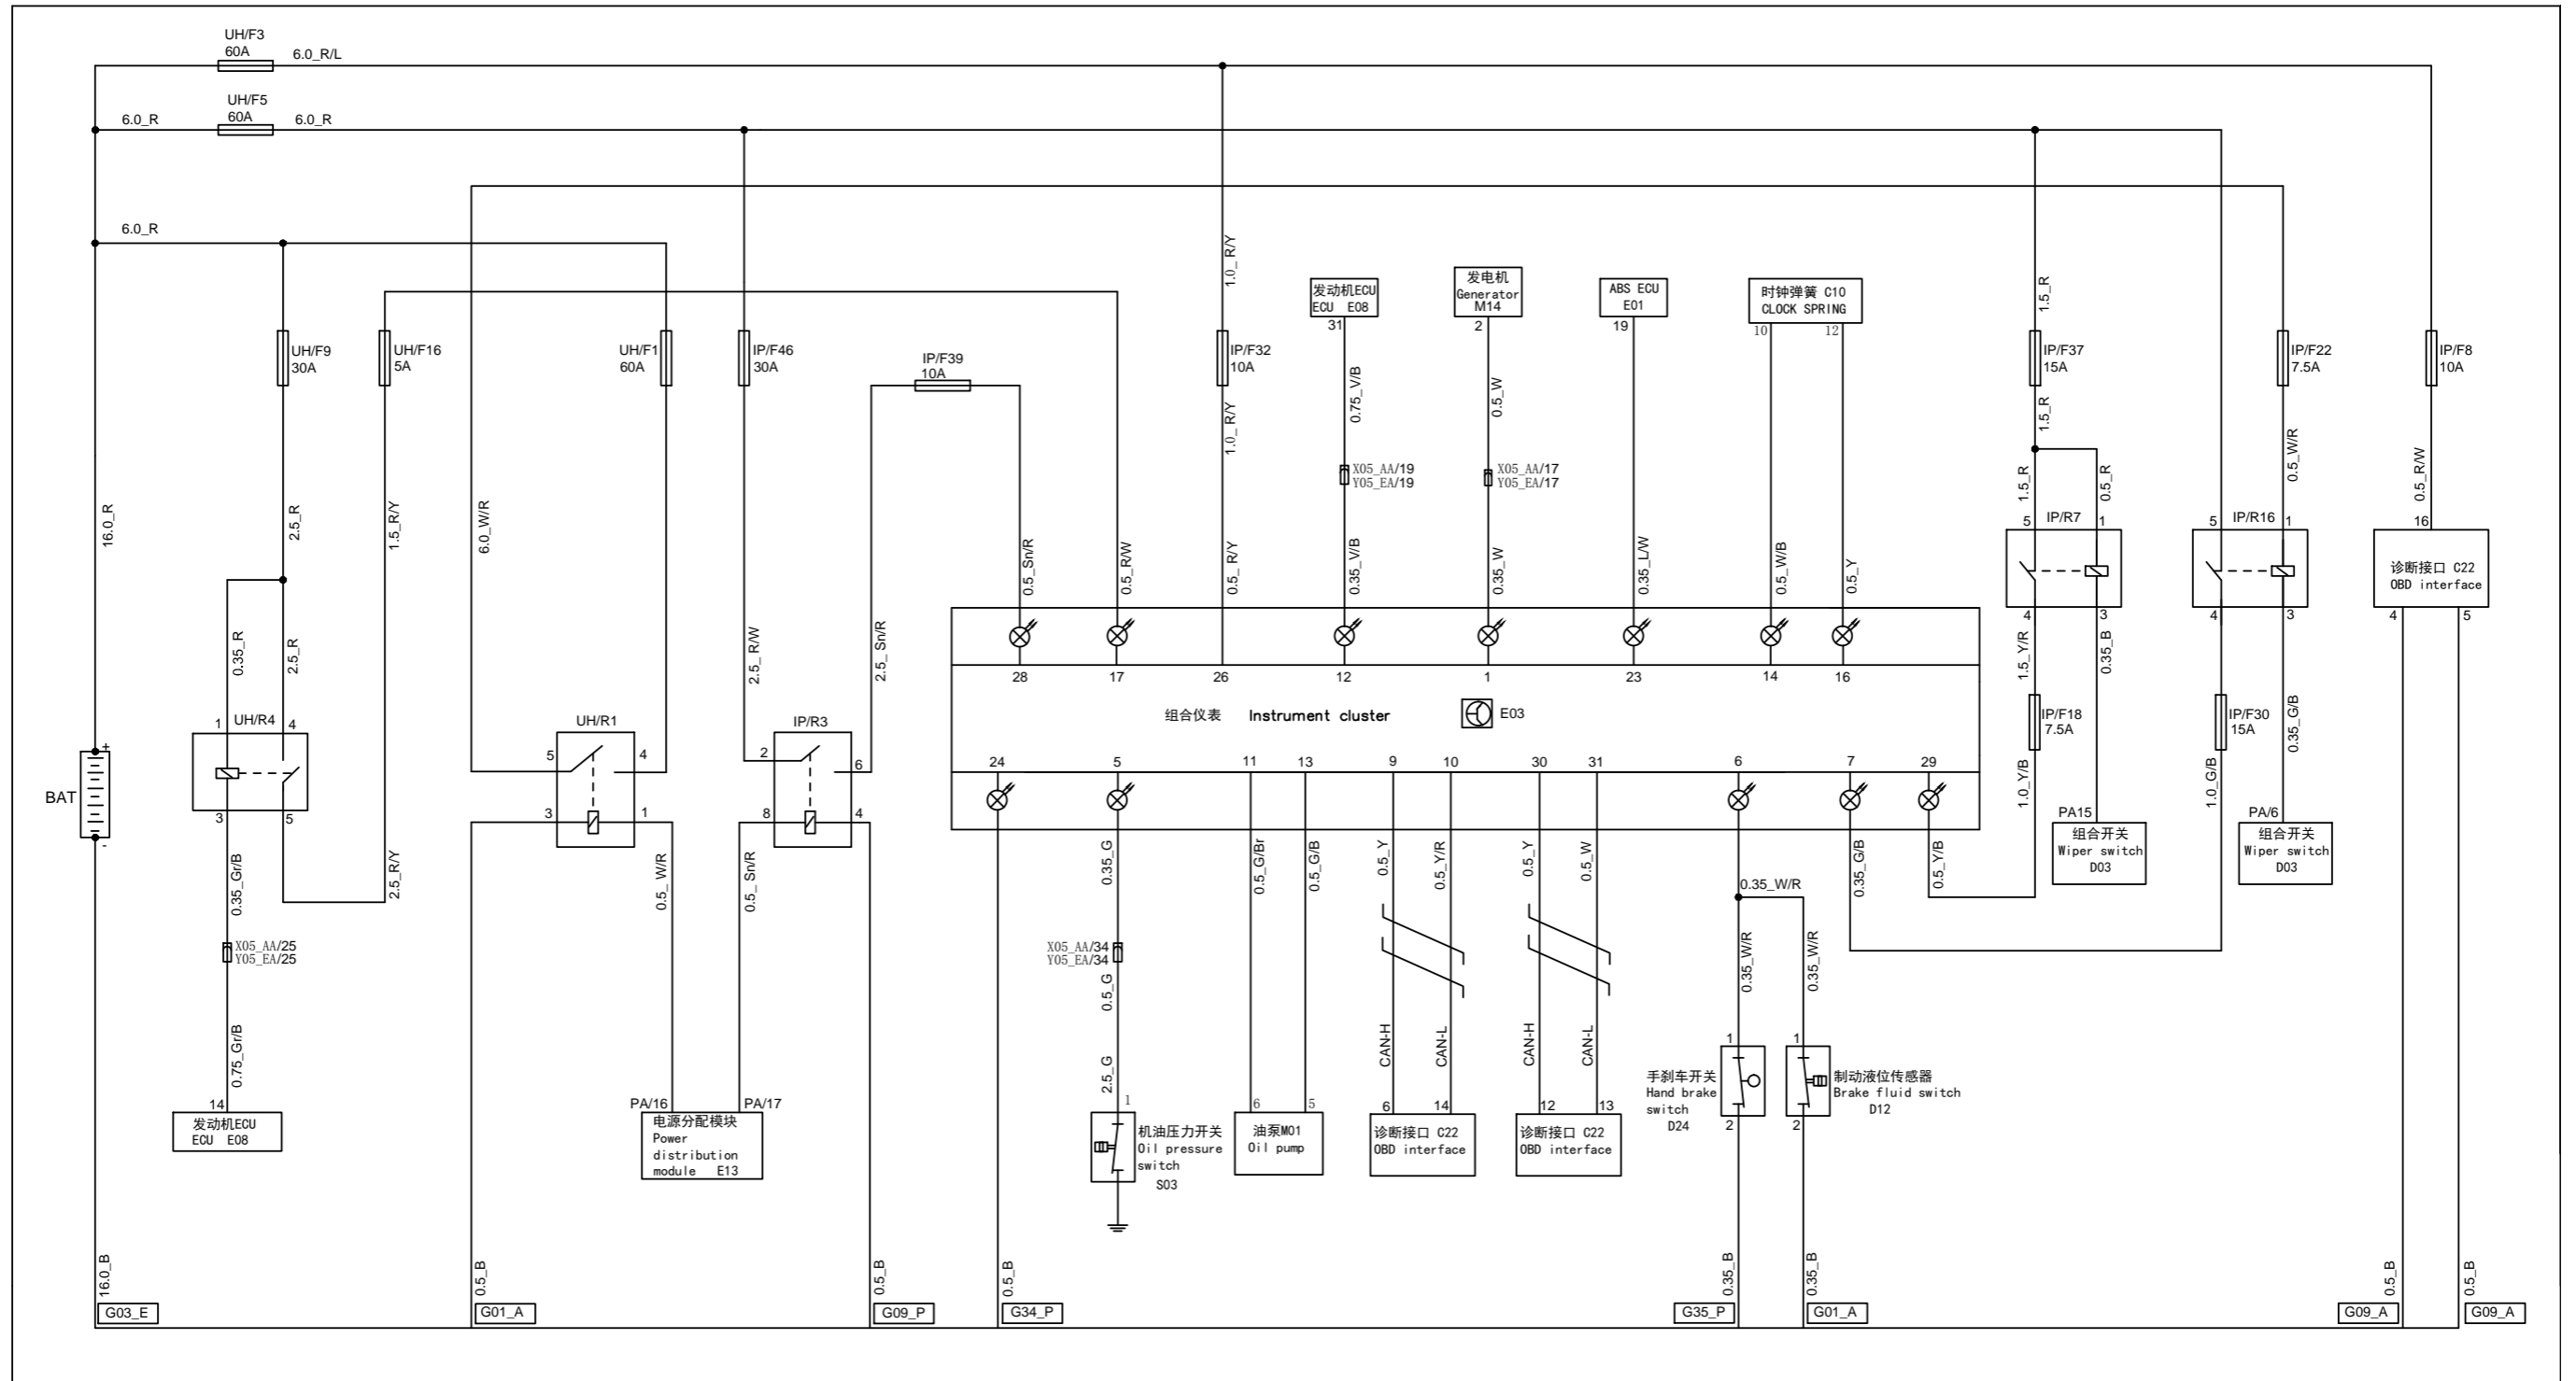 UH/F3
60A
6.0_R/L
UH/F5
60A
6.0_R
6.0_R
6.0_R
16.0_R
UH/F9
30A
UH/F16
5A
UH/F1
60A
IP/F46
30A
IP/F39
10A
1.0_ R/Y
IP/F32
10A
1.0_ R/Y
发动机ECU
ECU E08
31
发电机
Generator
M14
2
ABS ECU
E01
19
时钟弹簧 C10
CLOCK SPRING
10
12
1.5_R
IP/F37
15A
1.5_R
IP/F22
7.5A
IP/F8
10A
0.75_V/B
0.5_W
X05_AA/19
Y05_EA/19
X05_AA/17
Y05_EA/17
0.5_W/R
0.5_R/W
2.5_R
1.5_R/Y
6.0_W/R
0.5_Sn/R
0.5_R/W
0.5_ R/Y
0.35_V/B
0.35_W
0.35_L/W
0.5_W/B
0.5_Y
1.5_R
0.5_R
5
IP/R7
1
5
IP/R16
1
16
诊断接口 C22
OBD interface
4
3
4
3
4
5
0.35_R
2.5_R
2.5_ R/W
2.5_ Sn/R
1.5_Y/R
0.35_B
0.35_G/B
28
17
26
12
1
23
14
16
组合仪表
Instrument cluster
E03
IP/F18
7.5A
IP/F30
15A
1.0_Y/B
1.0_G/B
1
UH/R4
4
UH/R1
5
4
IP/R3
2
6
3
1
8
4
3
5
BAT
+
-
24
5
11
13
9
10
30
31
6
7
29
PA15
组合开关
Wiper switch
D03
PA/6
组合开关
Wiper switch
D03
0.35_Gr/B
2.5_R/Y
0.5_ W/R
0.5_ Sn/R
0.35_G
0.5_G/Br
0.5_G/B
0.5_Y
0.5_Y/R
0.5_Y
0.5_W
0.35_W/R
0.35_G/B
0.5_Y/B
X05_AA/25
Y05_EA/25
X05_AA/34
Y05_EA/34
0.5_G
0.35_W/R
0.35_W/R
0.75_Gr/B
2.5_G
CAN-H
CAN-L
CAN-H
CAN-L
14
发动机ECU
ECU E08
PA/16
PA/17
电源分配模块
Power
distribution
module E13
1
机油压力开关
Oil pressure
switch
S03
6
5
油泵M01
Oil pump
6
14
诊断接口 C22
OBD interface
12
13
诊断接口 C22
OBD interface
1
手刹车开关
Hand brake
switch
D24
2
1
制动液位传感器
Brake fluid switch
D12
2
16.0_B
G03_E
0.5_B
G01_A
0.5_B
G09_P
0.5_B
G34_P
0.35_B
G35_P
0.35_B
G01_A
0.5_B
G09_A
0.5_B
G09_A